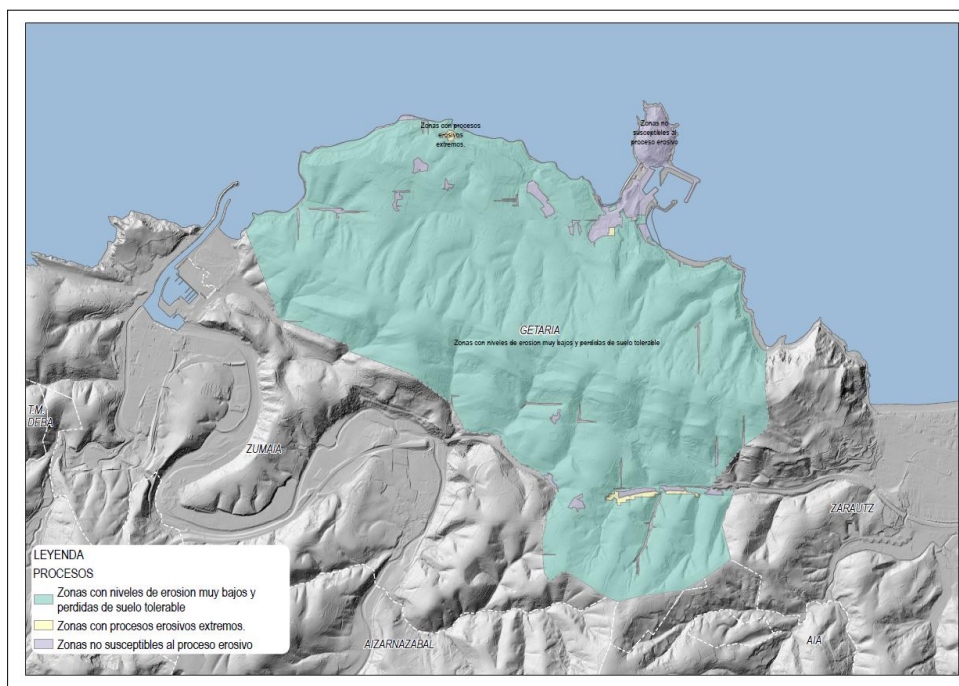 Zonas con procesos
erosivos
extremos.
Zonas no
susceptibles al
proceso erosivo
GETARIA
Zonas con niveles de erosion muy bajos y perdidas de suelo tolerable
T.M.
DEBA
ZUMAIA
ZARAUTZ
AIZARNAZABAL
AIA
LEYENDA
PROCESOS
Zonas con niveles de erosion muy bajos y
perdidas de suelo tolerable
Zonas con procesos erosivos extremos.
Zonas no susceptibles al proceso erosivo